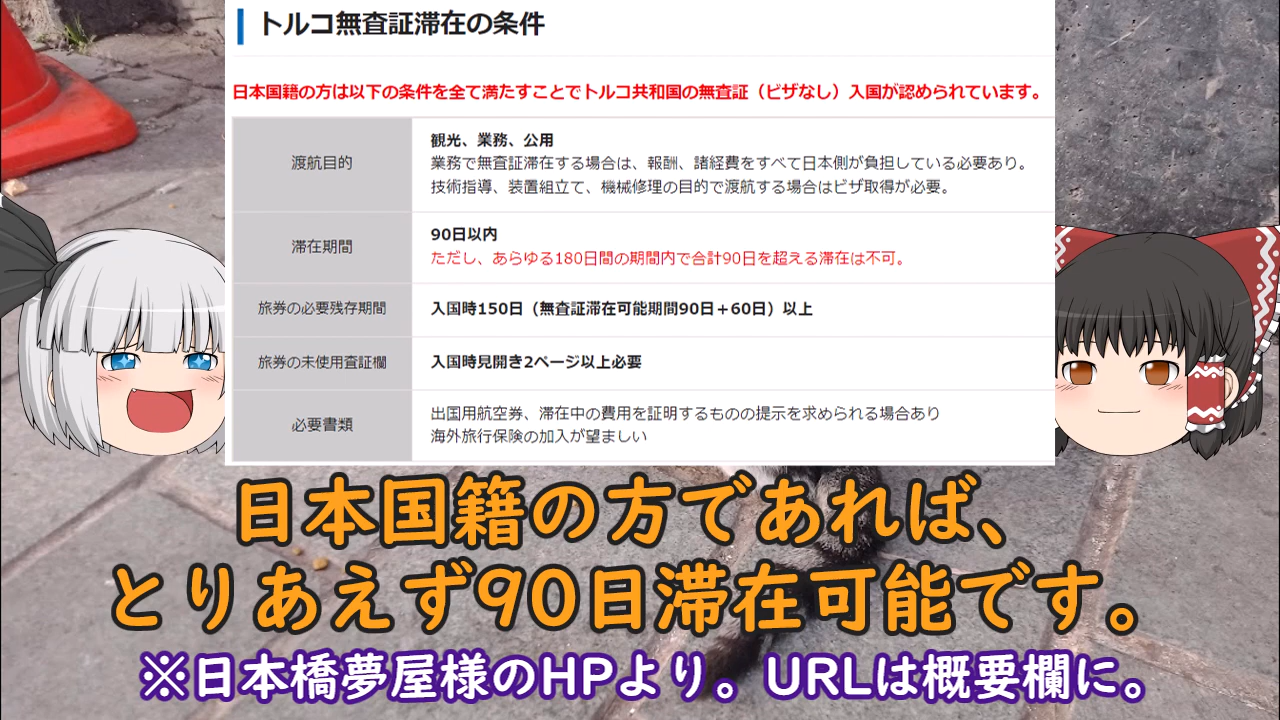 トルコ無査証滞在の条件
日本国籍の方は以下の条件を全て満たすことでトルコ共和国の無査証（ビザなし）入国が認められています。
渡航目的
観光、業務、公用
業務で無査証滞在する場合は、報酬、諸経費をすべて日本側が負担している必要あり。
技術指導、装置組立て、機械修理の目的で渡航する場合はビザ取得が必要。
滞在期間
90日以内
ただし、あらゆる180日間の期間内で合計90日を超える滞在は不可。
旅券の必要残存期間
入国時150日（無査証滞在可能期間90日＋60日）以上
旅券の未使用査証欄
入国時見開き2ページ以上必要
必要書類
出国用航空券、滞在中の費用を証明するものの提示を求められる場合あり
海外旅行保険の加入が望ましい
日本国籍の方であれば、
とりあえず90日滞在可能です。
※日本橋夢屋様のHPより。URLは概要欄に。